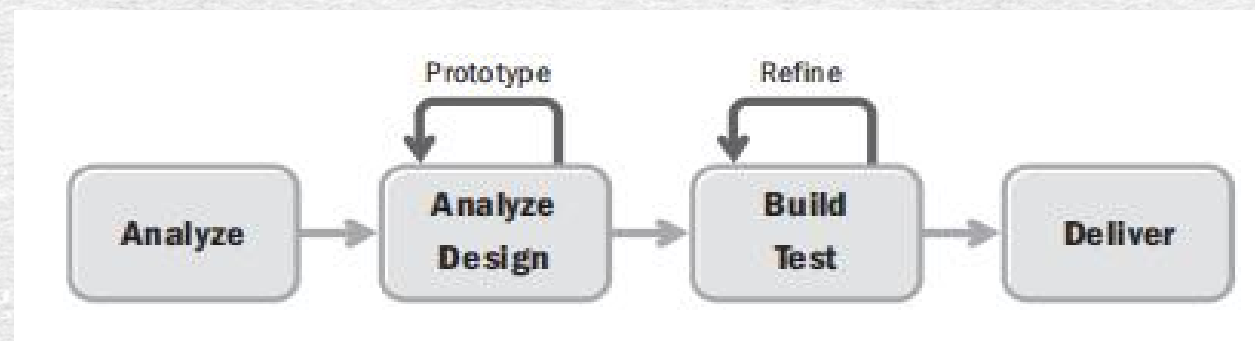 Prototype
Refine
Analyze
Analyze
Design
Build
Test
Deliver